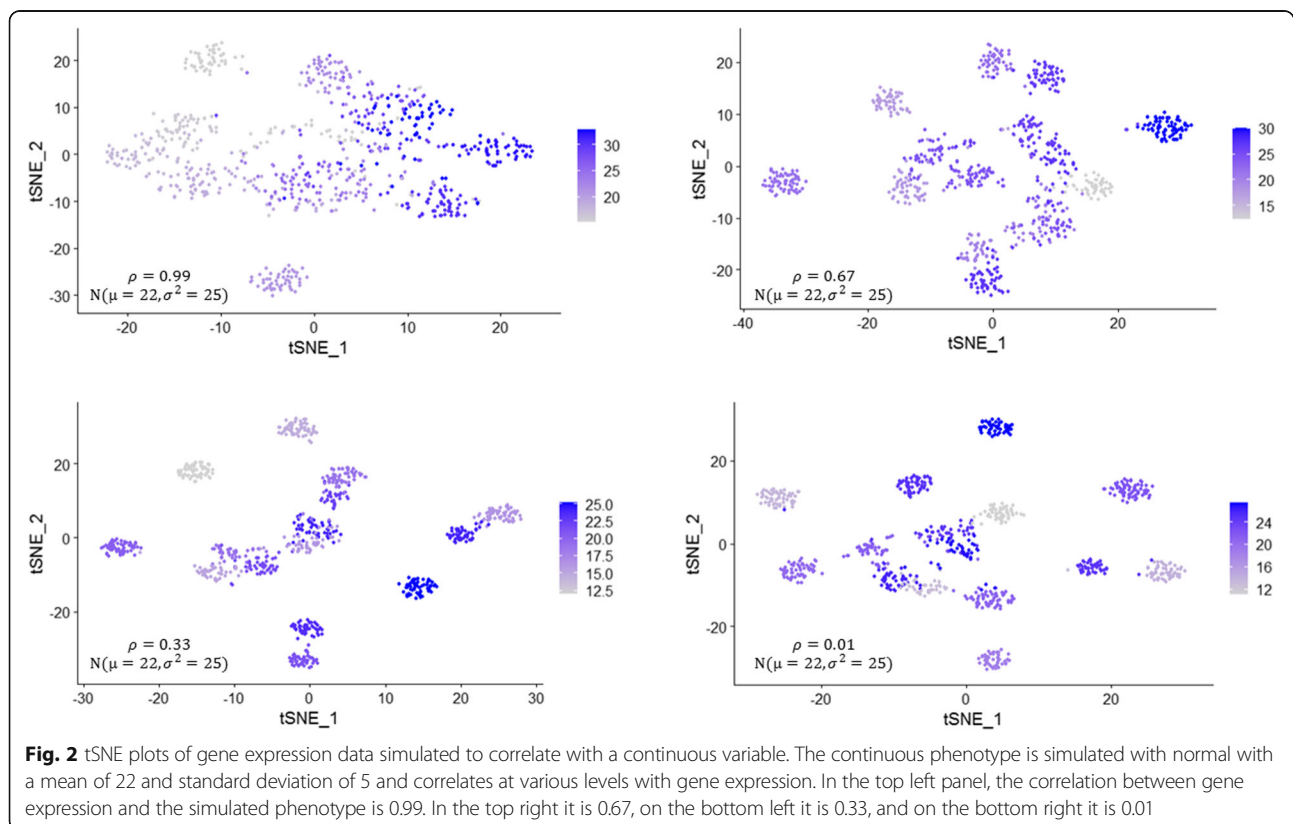 20
10
0
-10
-20
-30
tSNE_2
-20
-10
0
10
20
tSNE_1
30
25
20
ρ = 0.99
N(μ = 22,σ² = 25)
20
10
0
-10
-20
tSNE_2
-40
-20
0
20
tSNE_1
30
25
20
15
ρ = 0.67
N(μ = 22,σ² = 25)
20
0
-20
tSNE_2
-30
-20
-10
0
10
20
30
tSNE_1
25.0
22.5
20.0
17.5
15.0
12.5
ρ = 0.33
N(μ = 22,σ² = 25)
20
0
-20
tSNE_2
-20
0
20
tSNE_1
24
20
16
12
ρ = 0.01
N(μ = 22,σ² = 25)
Fig. 2 tSNE plots of gene expression data simulated to correlate with a continuous variable. The continuous phenotype is simulated with normal with
a mean of 22 and standard deviation of 5 and correlates at various levels with gene expression. In the top left panel, the correlation between gene
expression and the simulated phenotype is 0.99. In the top right it is 0.67, on the bottom left it is 0.33, and on the bottom right it is 0.01